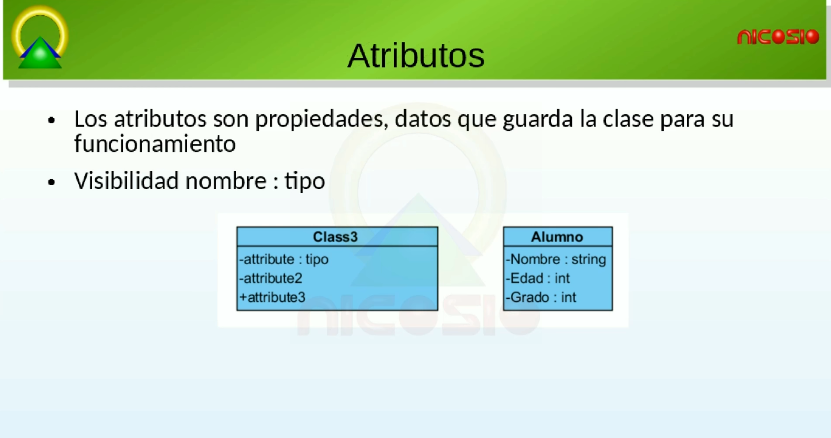 Atributos
NICOSIO
• Los atributos son propiedades, datos que guarda la clase para su
funcionamiento
• Visibilidad nombre : tipo
Class3
-attribute : tipo
-attribute2
+attribute3
Alumno
-Nombre : string
-Edad : int
-Grado : int
NICOSIO